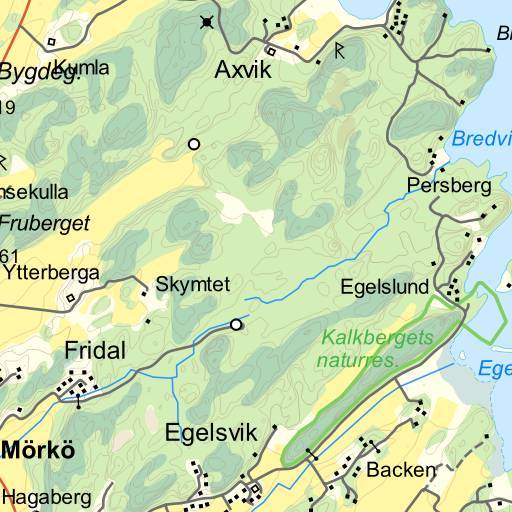 Bygdeg.
Kumla
Axvik
19
Bredvi
nsekulla
Persberg
Fruberget
61
Ytterberga
Skymtet
Egelslund
Kalkbergets
naturres.
Fridal
Ege
Egelsvik
Mörkö
Backen
Hagaberg